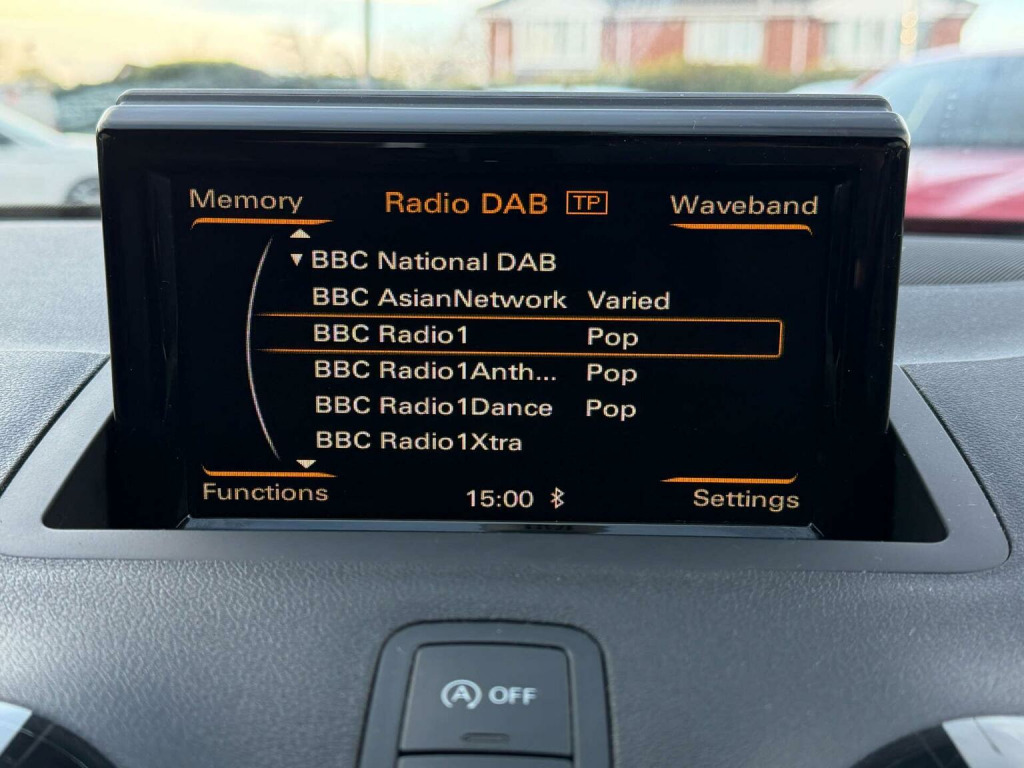 Memory Radio DAB TP Waveband
BBC National DAB
BBC AsianNetwork Varied
BBC Radio1 Pop
BBC Radio1Anth... Pop
BBC Radio1Dance Pop
BBC Radio1Xtra
Functions 15:00 Settings
A OFF